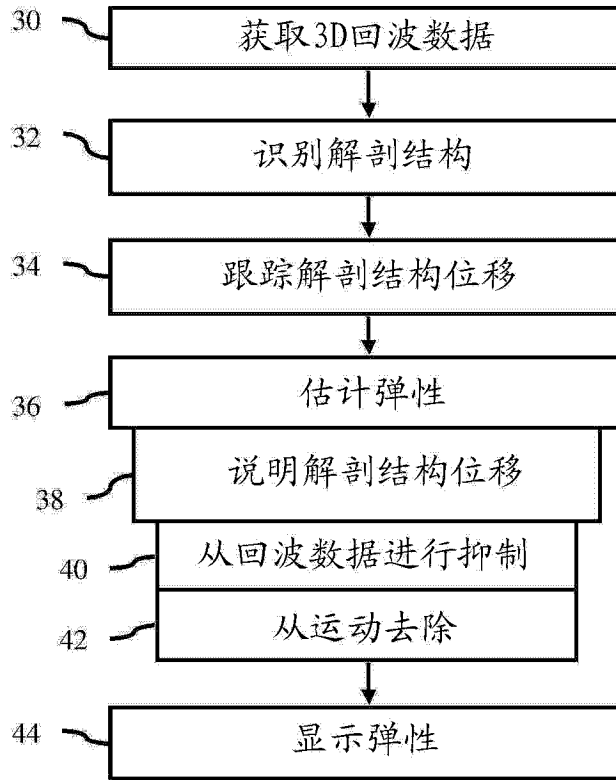 30 获取3D回波数据
32 识别解剖结构
34 跟踪解剖结构位移
36 估计弹性
38 说明解剖结构位移
40 从回波数据进行抑制
42 从运动去除
44 显示弹性